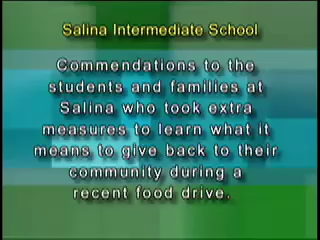 Salina Intermediate School
Commendations to the
students and families at
Salina who took extra
measures to learn what it
means to give back to their
community during a
recent food drive.